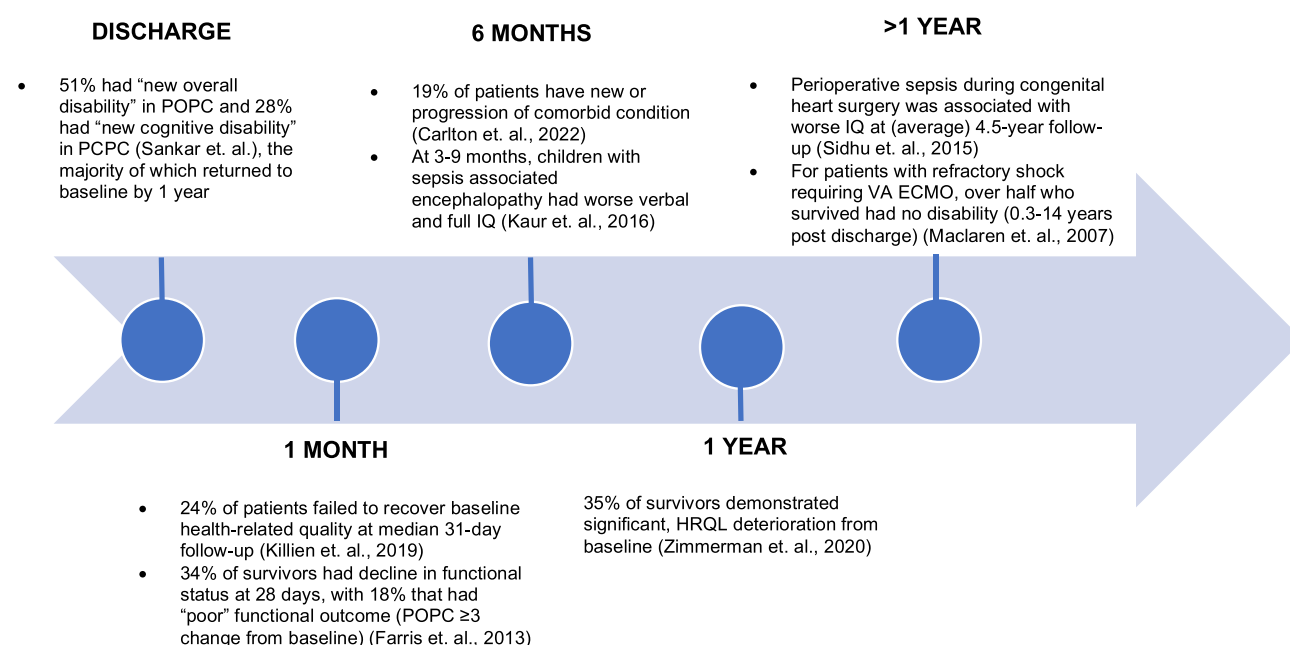 DISCHARGE
• 51% had “new overall
disability” in POPC and 28%
had “new cognitive disability”
in PCPC (Sankar et. al.), the
majority of which returned to
baseline by 1 year
6 MONTHS
• 19% of patients have new or
progression of comorbid condition
(Carlton et. al., 2022)
• At 3-9 months, children with
sepsis associated
encephalopathy had worse verbal
and full IQ (Kaur et. al., 2016)
>1 YEAR
• Perioperative sepsis during congenital
heart surgery was associated with
worse IQ at (average) 4.5-year follow-
up (Sidhu et. al., 2015)
• For patients with refractory shock
requiring VA ECMO, over half who
survived had no disability (0.3-14 years
post discharge) (Maclaren et. al., 2007)
1 MONTH
• 24% of patients failed to recover baseline
health-related quality at median 31-day
follow-up (Killien et. al., 2019)
• 34% of survivors had decline in functional
status at 28 days, with 18% that had
“poor” functional outcome (POPC ≥3
change from baseline) (Farris et. al., 2013)
1 YEAR
35% of survivors demonstrated
significant, HRQL deterioration from
baseline (Zimmerman et. al., 2020)